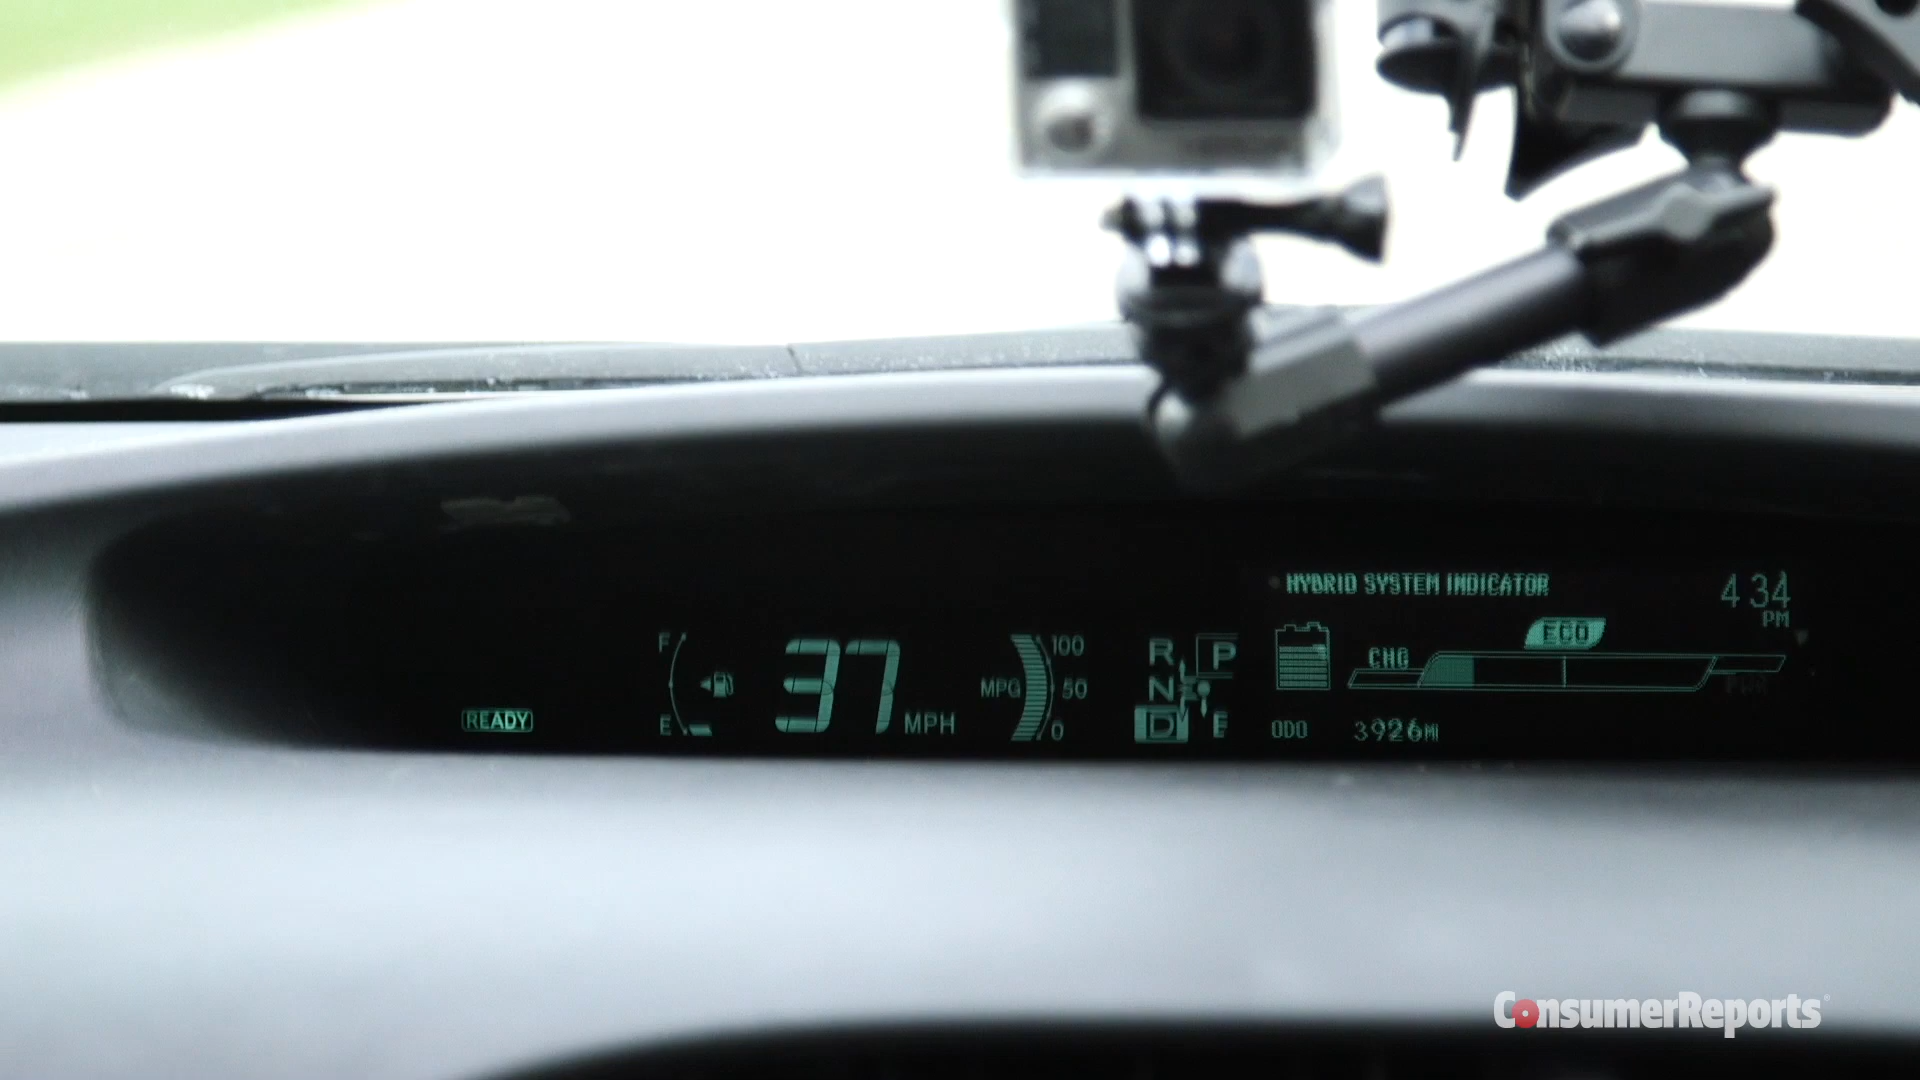 HYBRID SYSTEM INDICATOR
4 34
PM
ECO
CHG
F
E
37 MPH
MPG
100
50
0
R
P
N
D
READY
ODO 3926MI
ConsumerReports